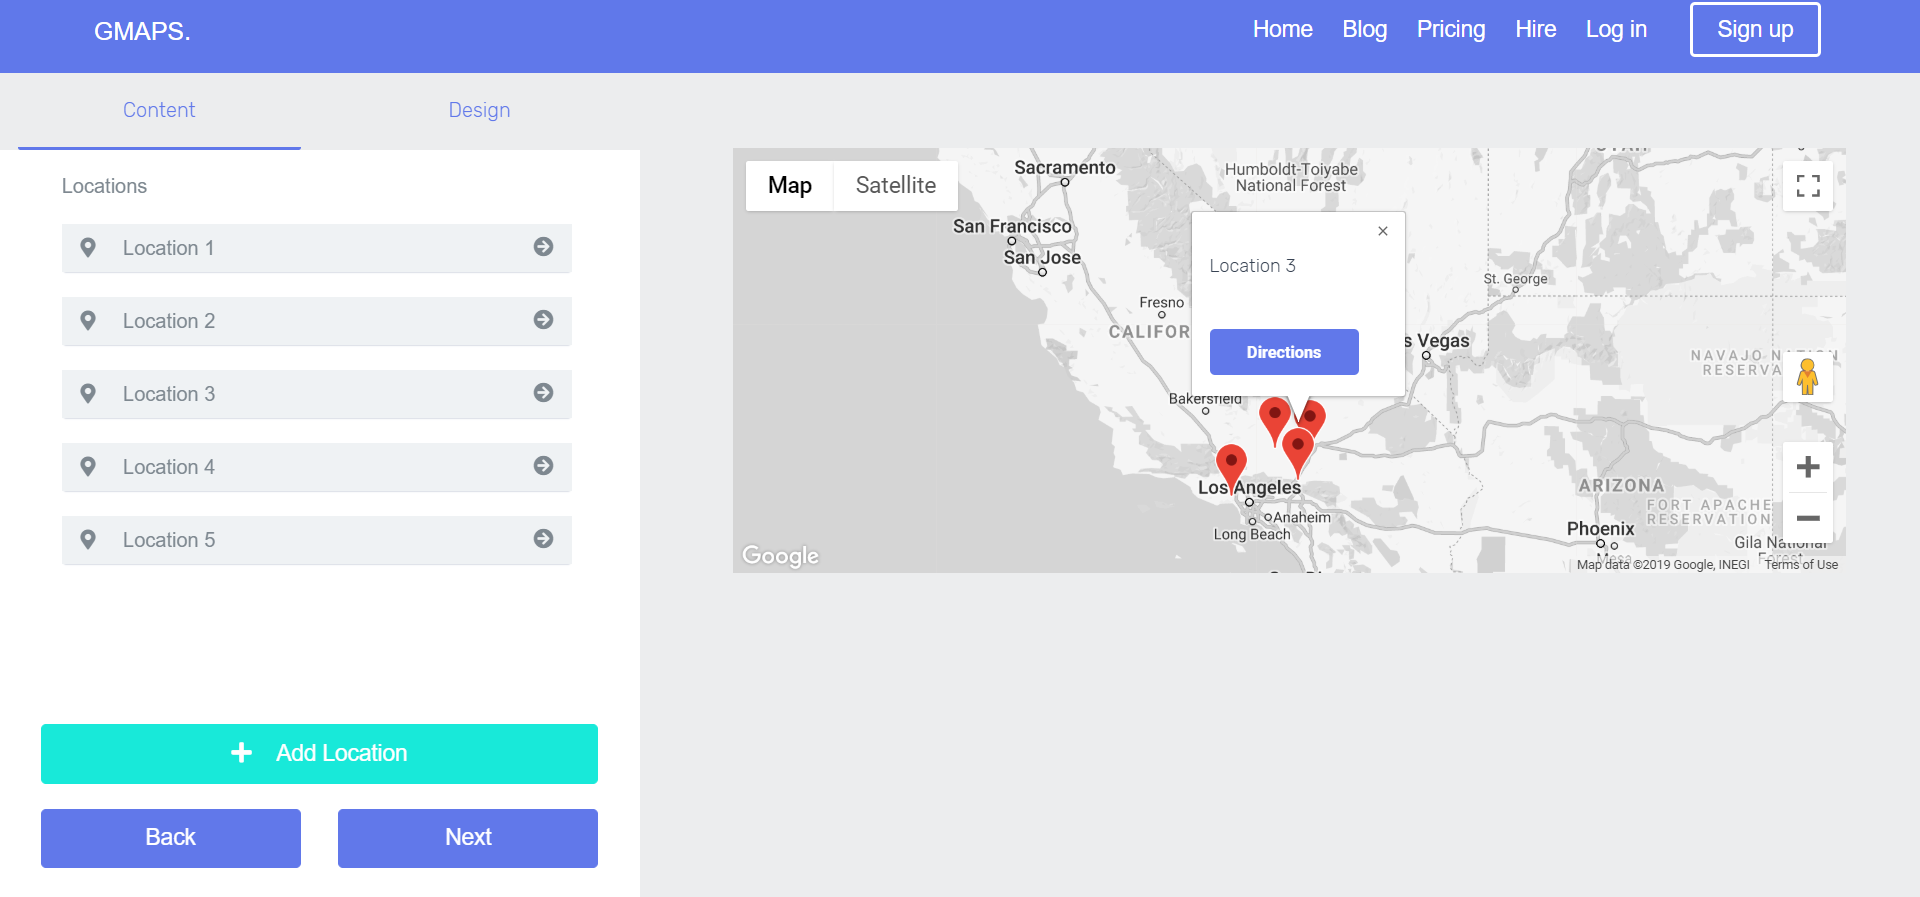 GMAPS.
Home Blog Pricing Hire Log in Sign up
Content Design
Locations
Location 1
Location 2
Location 3
Location 4
Location 5
Add Location
Back Next
Map Satellite
Sacramento
Humboldt-Toiyabe
National Forest
UTAH
San Francisco
San Jose
Location 3
St. George
Fresno
CALIFOR
s Vegas
Directions
NAVAJO NATION
RESERVA
Bakersfield
Los Angeles
ARIZONA
FORT APACHE
RESERVATION
Anaheim
Long Beach
Phoenix
Mesa
Gila National
Forest
Google
Map data ©2019 Google, INEGI Terms of Use